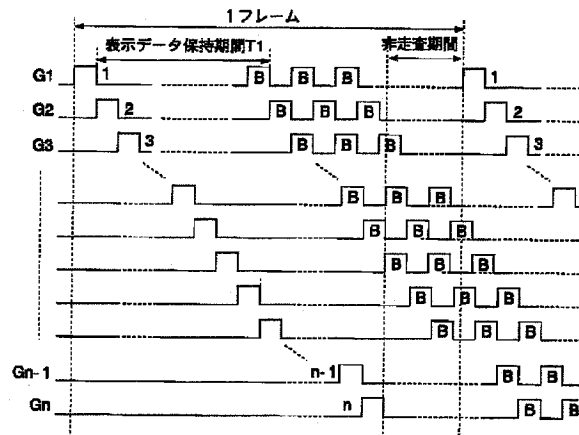 1フレーム
表示データ保持期間T1
非走査期間
G1 1 B B B 1
G2 2 B B B 2
G3 3 B B B 3
B B B
B B B
B B B
B B B
B B B
Gn-1 n-1 B B
Gn n B B